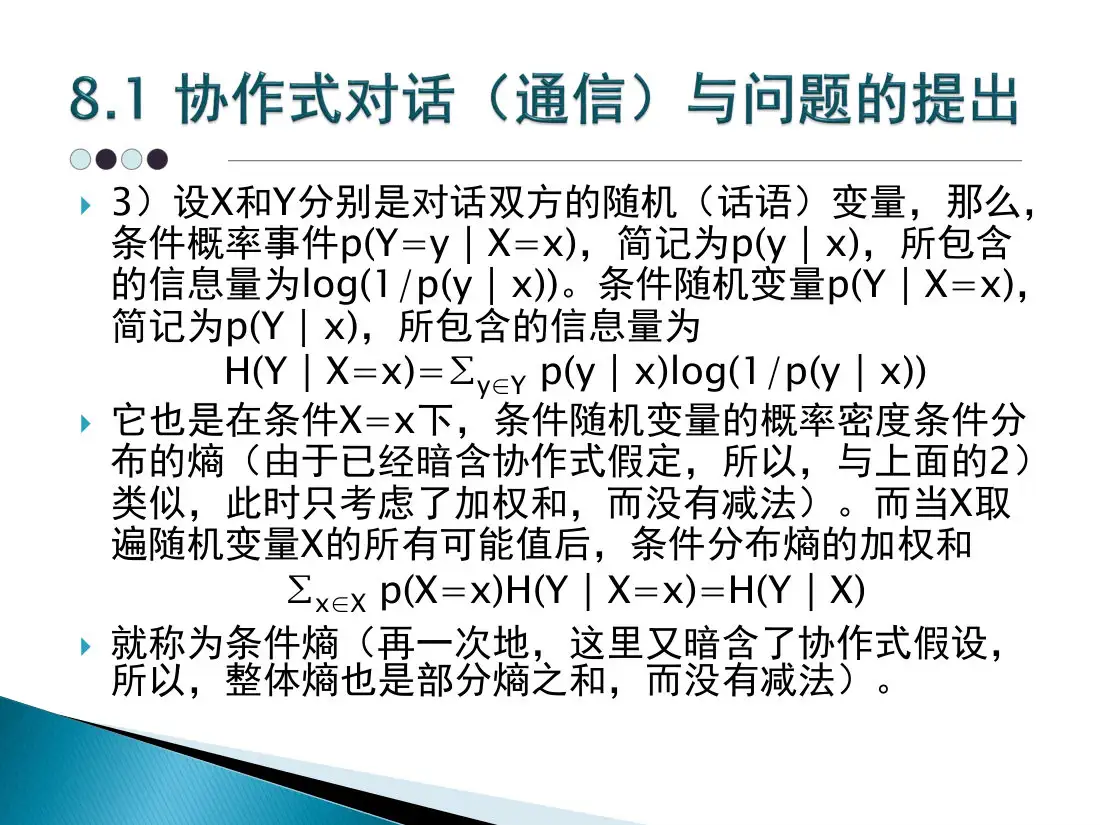 8.1 协作式对话（通信）与问题的提出
3）设X和Y分别是对话双方的随机（话语）变量，那么，
条件概率事件p(Y=y | X=x)，简记为p(y | x)，所包含
的信息量为log(1/p(y | x))。条件随机变量p(Y | X=x)，
简记为p(Y | x)，所包含的信息量为
H(Y | X=x)=∑y∈Y p(y | x)log(1/p(y | x))
它也是在条件X=x下，条件随机变量的概率密度条件分
布的熵（由于已经暗含协作式假定，所以，与上面的2）
类似，此时只考虑了加权和，而没有减法）。而当X取
遍随机变量X的所有可能值后，条件分布熵的加权和
∑x∈X p(X=x)H(Y | X=x)=H(Y | X)
就称为条件熵（再一次地，这里又暗含了协作式假设，
所以，整体熵也是部分熵之和，而没有减法）。